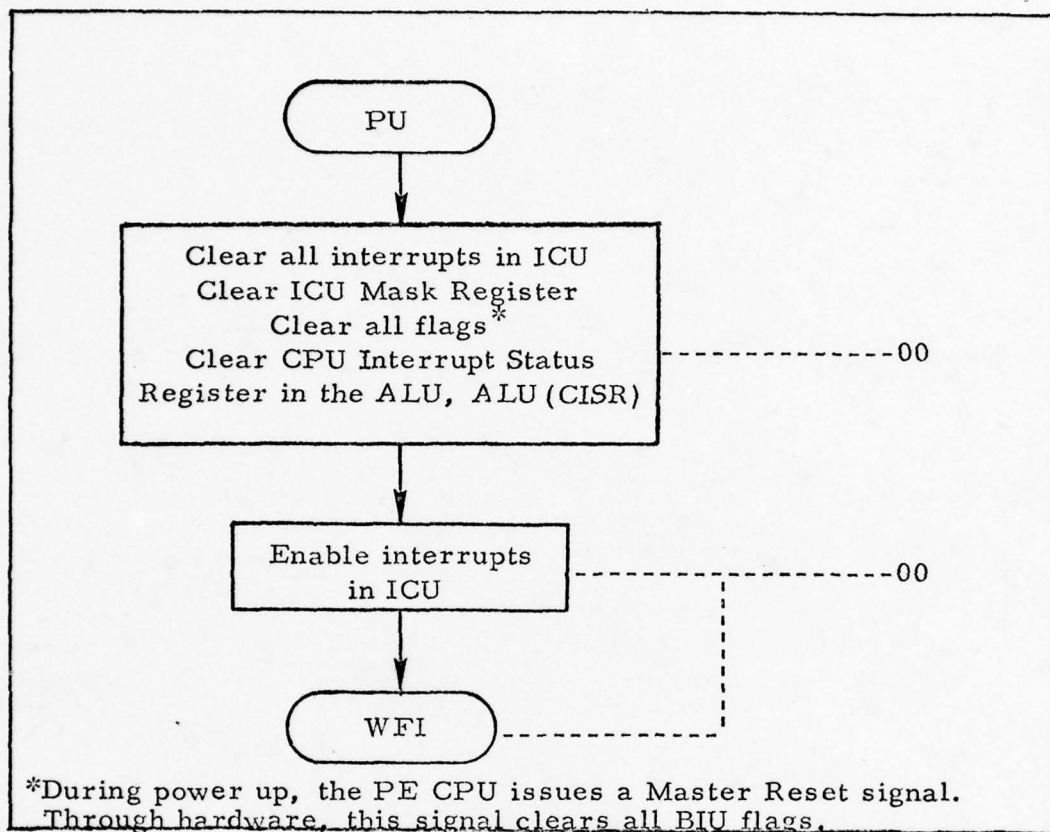 PU
Clear all interrupts in ICU
Clear ICU Mask Register
Clear all flags*
Clear CPU Interrupt Status
Register in the ALU, ALU (CISR)
00
Enable interrupts
in ICU
00
WFI
*During power up, the PE CPU issues a Master Reset signal.
Through hardware, this signal clears all BIU flags.